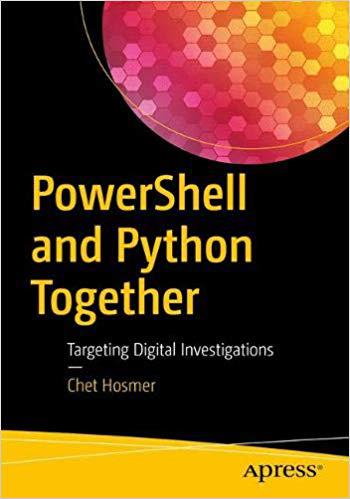 PowerShell
and Python
Together
Targeting Digital Investigations
—
Chet Hosmer
Apress®